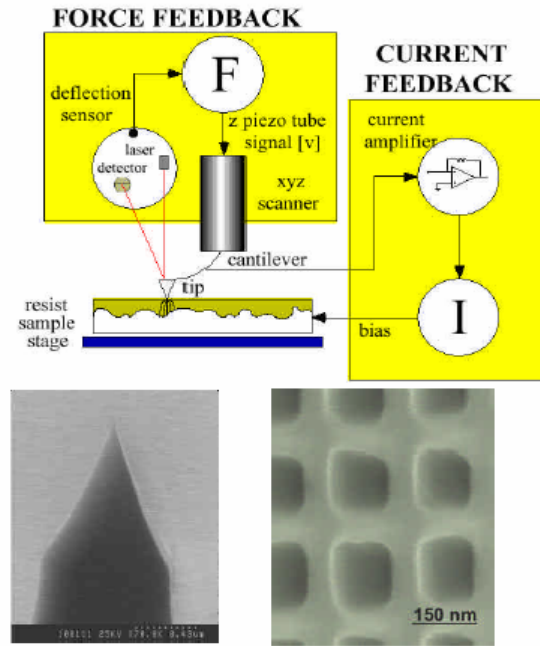 FORCE FEEDBACK
CURRENT
FEEDBACK
F
deflection
sensor
z piezo tube
signal [v]
current
amplifier
laser
detector
xyz
scanner
cantilever
tip
resist
sample
stage
bias
I
150 nm